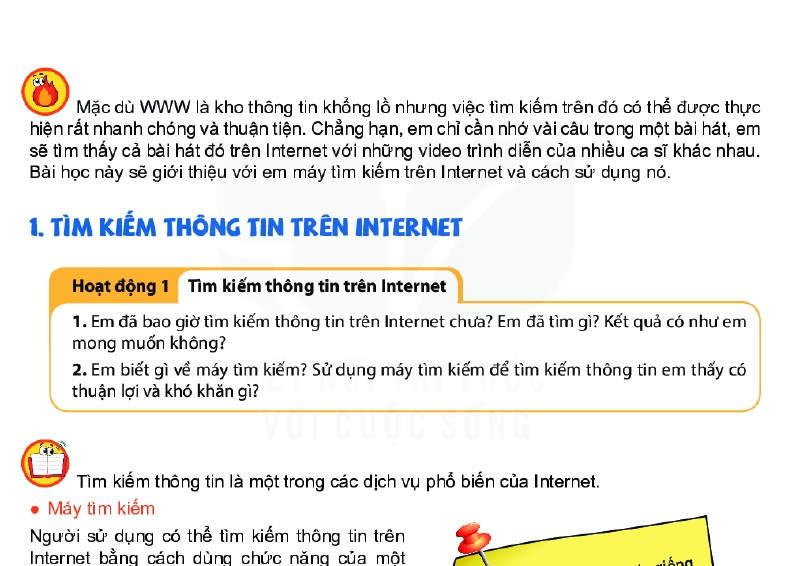 Mặc dù WWW là kho thông tin khổng lồ nhưng việc tìm kiếm trên đó có thể được thực
hiện rất nhanh chóng và thuận tiện. Chẳng hạn, em chỉ cần nhớ vài câu trong một bài hát, em
sẽ tìm thấy cả bài hát đó trên Internet với những video trình diễn của nhiều ca sĩ khác nhau.
Bài học này sẽ giới thiệu với em máy tìm kiếm trên Internet và cách sử dụng nó.
1. TÌM KIẾM THÔNG TIN TRÊN INTERNET
Hoạt động 1 Tìm kiếm thông tin trên Internet
1. Em đã bao giờ tìm kiếm thông tin trên Internet chưa? Em đã tìm gì? Kết quả có như em
mong muốn không?
2. Em biết gì về máy tìm kiếm? Sử dụng máy tìm kiếm để tìm kiếm thông tin em thấy có
thuận lợi và khó khăn gì?
KẾT NỐI TRI THỨC
VỚI CUỘC SỐNG
Tìm kiếm thông tin là một trong các dịch vụ phổ biến của Internet.
● Máy tìm kiếm
Người sử dụng có thể tìm kiếm thông tin trên
Internet bằng cách dùng chức năng của một
giống